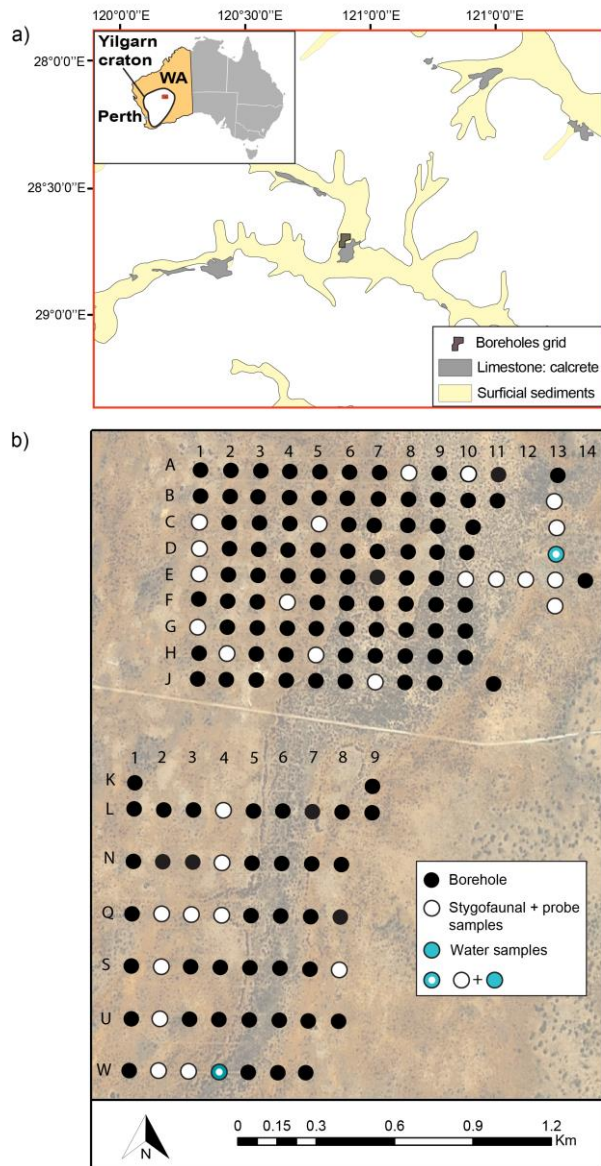 a)
120°0'0"E 120°30'0"E 121°0'0"E 121°0'0"E
28°0'0"E
28°30'0"E
29°0'0"E
Yilgarn
craton
WA
Perth
Boreholes grid
Limestone: calcrete
Surficial sediments
b)
1 2 3 4 5 6 7 8 9 10 11 12 13 14
A
B
C
D
E
F
G
H
J
1 2 3 4 5 6 7 8 9
K
L
N
Q
S
U
W
Borehole
Stygofaunal + probe
samples
Water samples
+
N
0 0.15 0.3 0.6 0.9 1.2
Km